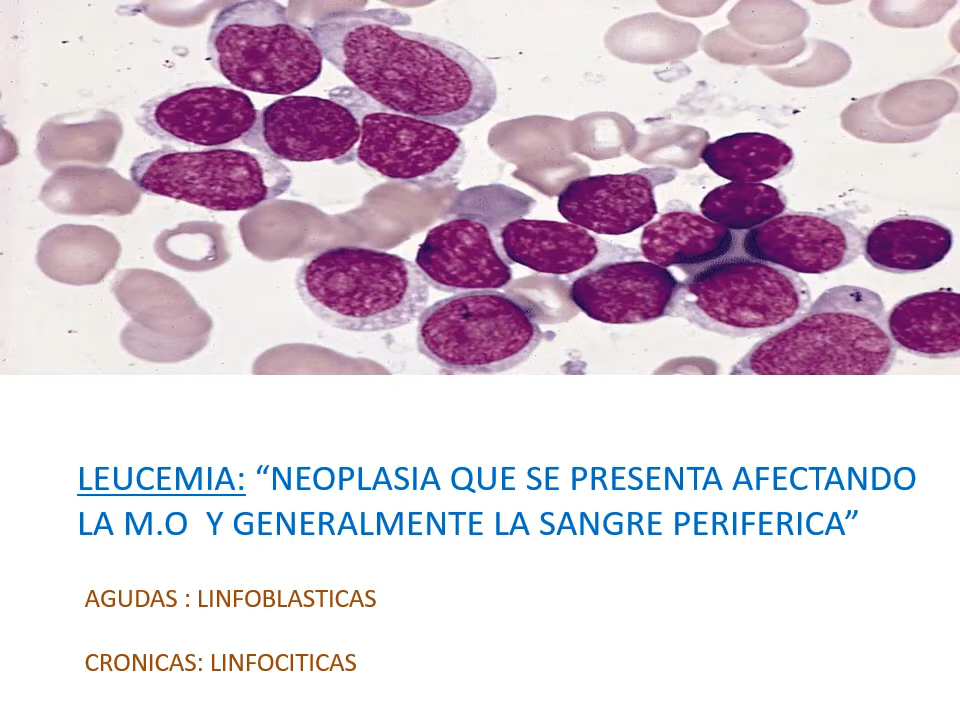 LEUCEMIA: “NEOPLASIA QUE SE PRESENTA AFECTANDO
LA M.O  Y GENERALMENTE LA SANGRE PERIFERICA”
AGUDAS : LINFOBLASTICAS
CRONICAS: LINFOCITICAS